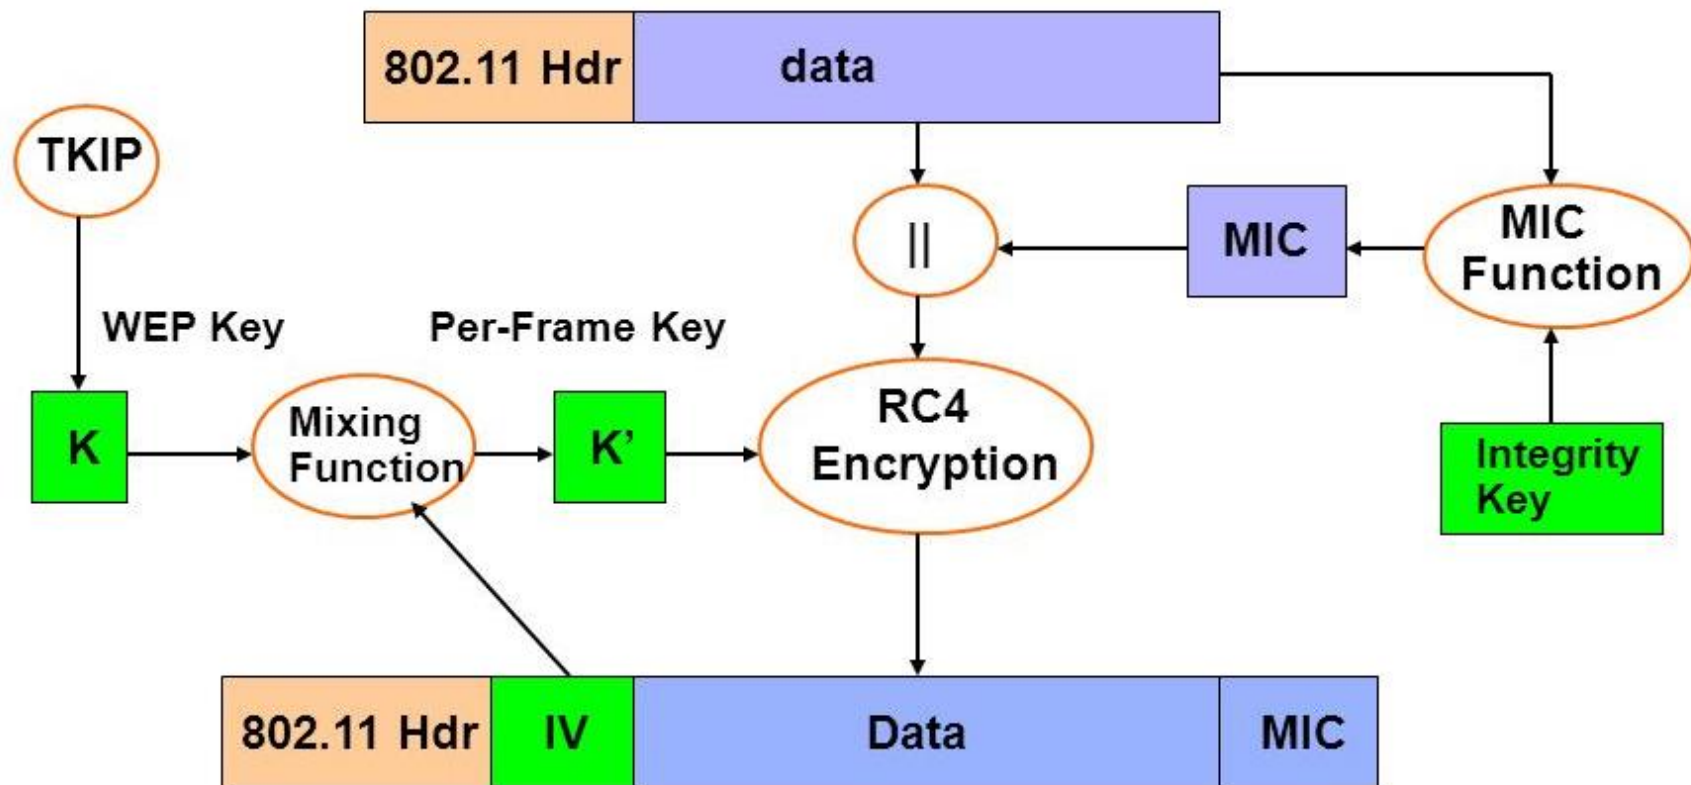 802.11 Hdr
data
TKIP
||
MIC
MIC
Function
WEP Key
Per-Frame Key
K
Mixing
Function
K’
RC4
Encryption
Integrity
Key
802.11 Hdr
IV
Data
MIC